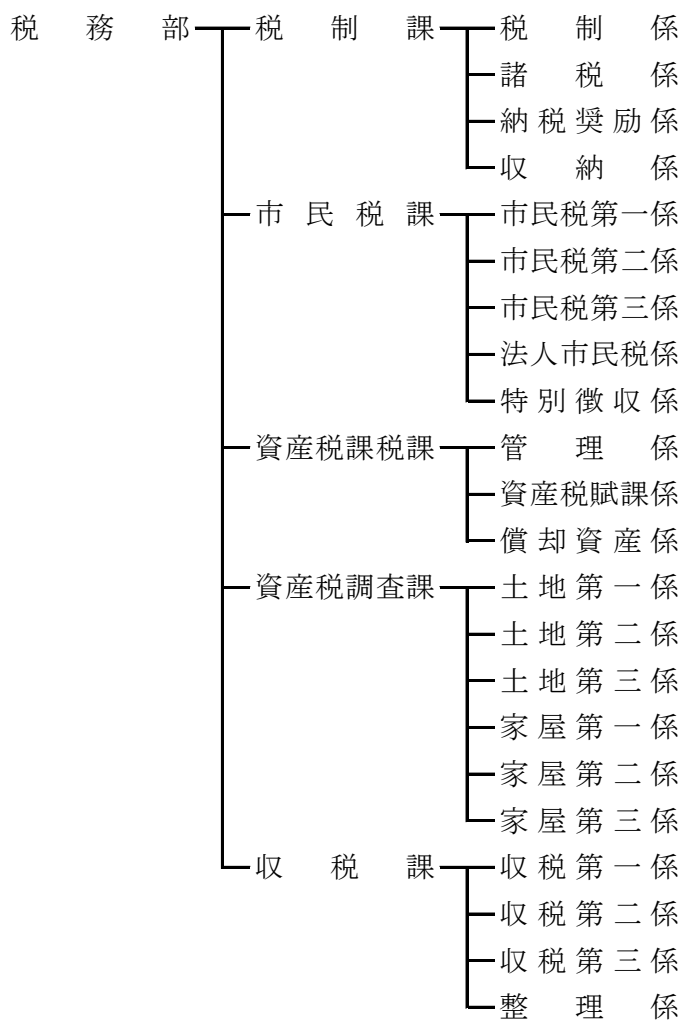 税務部 税制課 税制係
諸税係
納税奨励係
収納係
市民税課 市民税第一係
市民税第二係
市民税第三係
法人市民税係
特別徴収係
資産税課税課 管理係
資産税賦課係
償却資産係
資産税調査課 土地第一係
土地第二係
土地第三係
家屋第一係
家屋第二係
家屋第三係
収税課 収税第一係
収税第二係
収税第三係
整理係